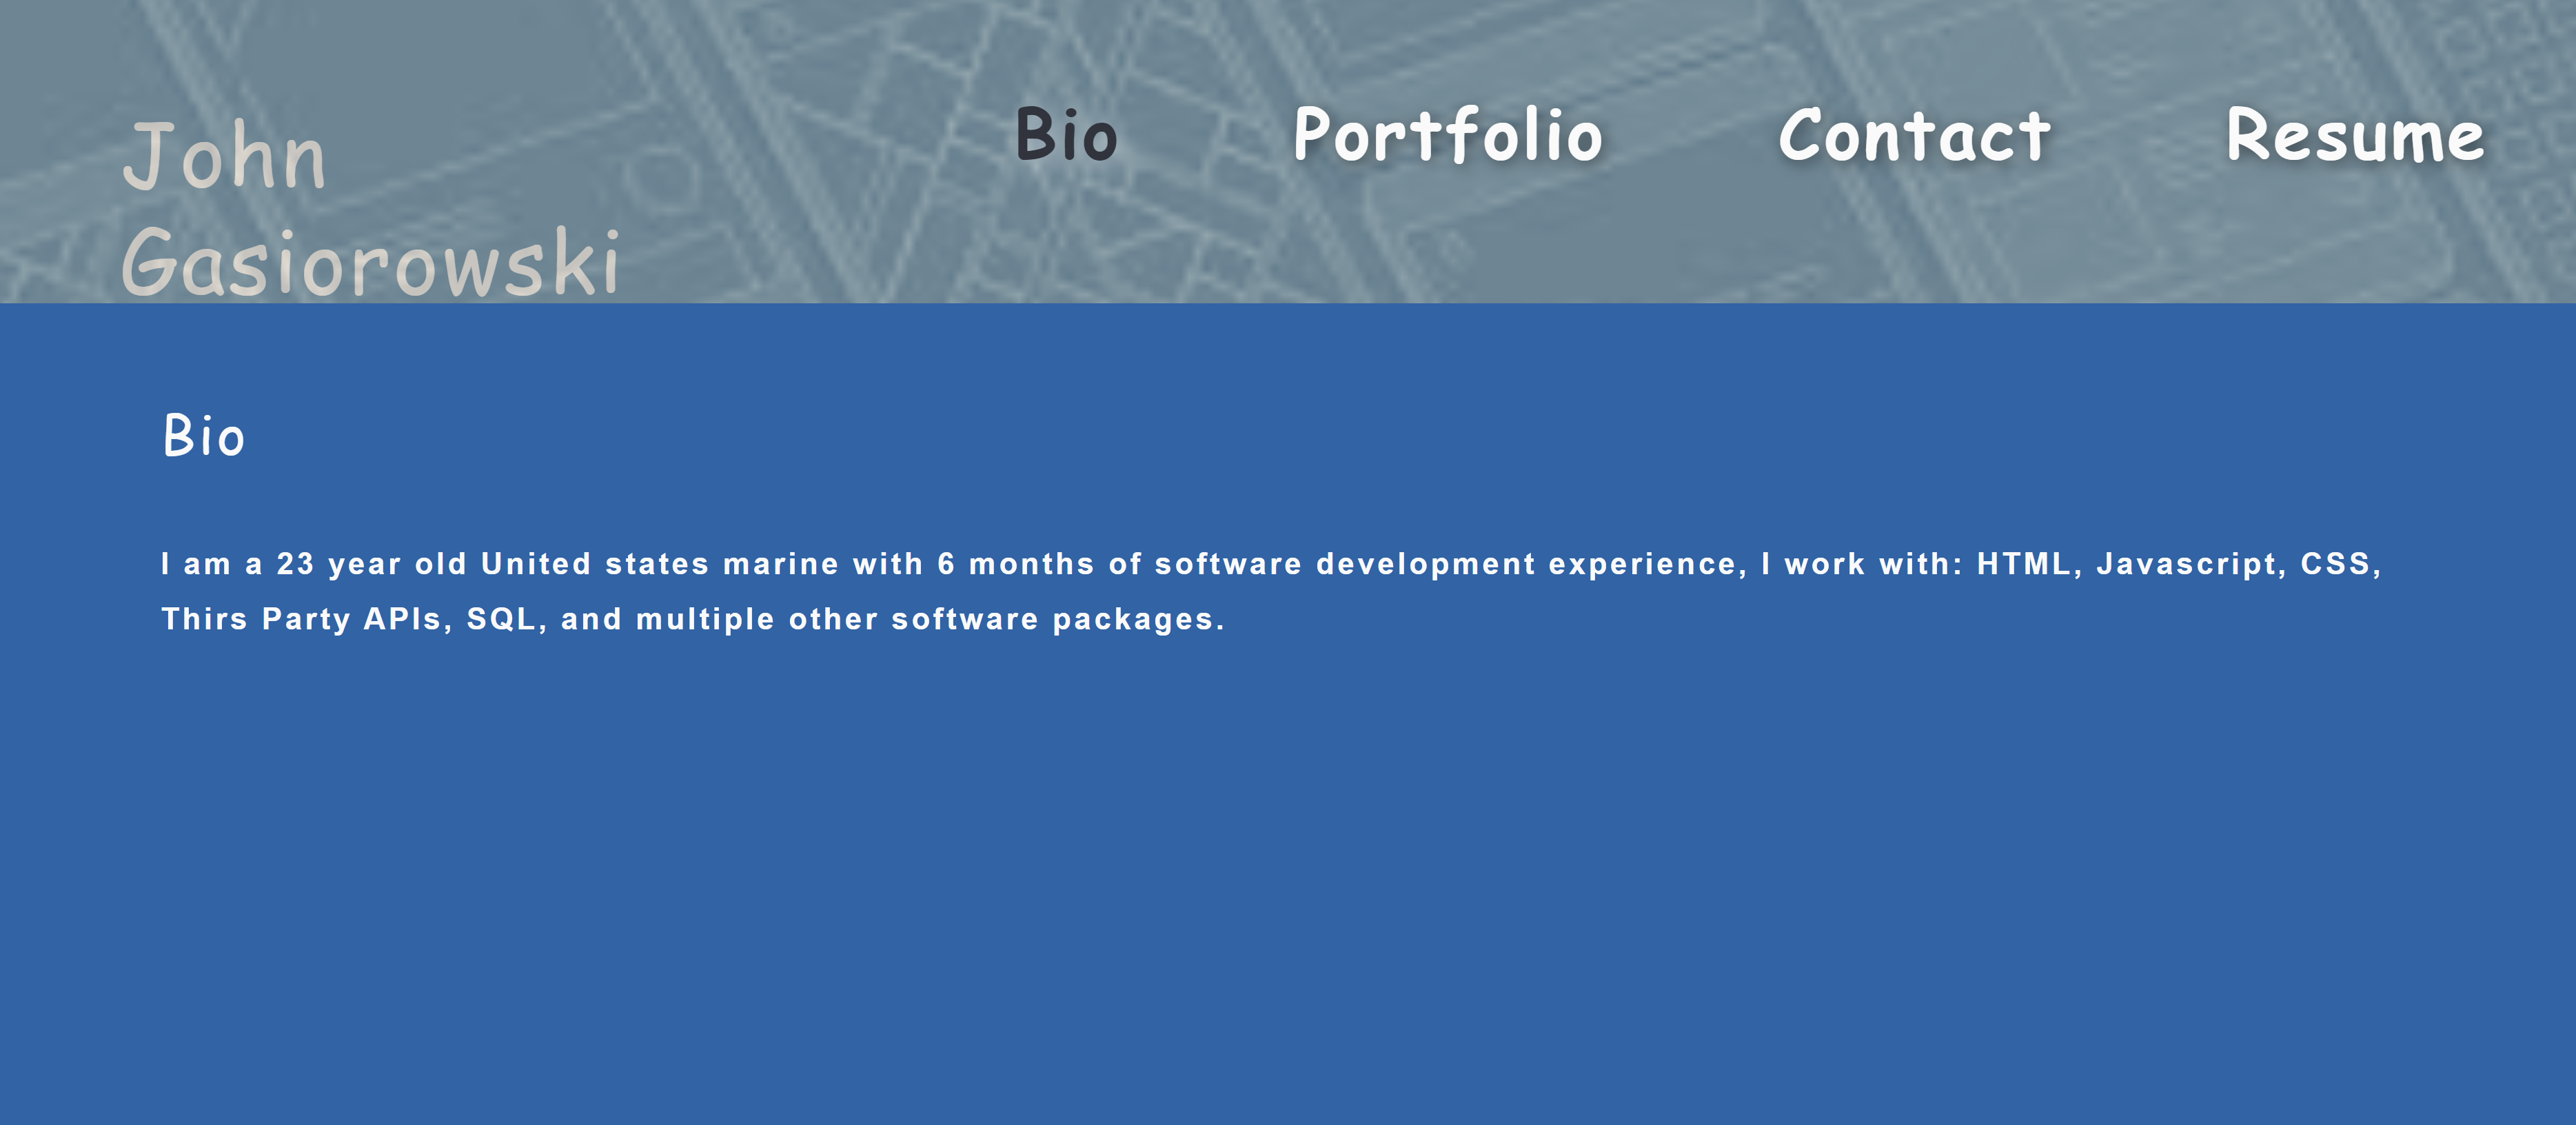 John
Gasiorowski
Bio Portfolio Contact Resume
Bio
I am a 23 year old United states marine with 6 months of software development experience, I work with: HTML, Javascript, CSS,
Thirs Party APIs, SQL, and multiple other software packages.